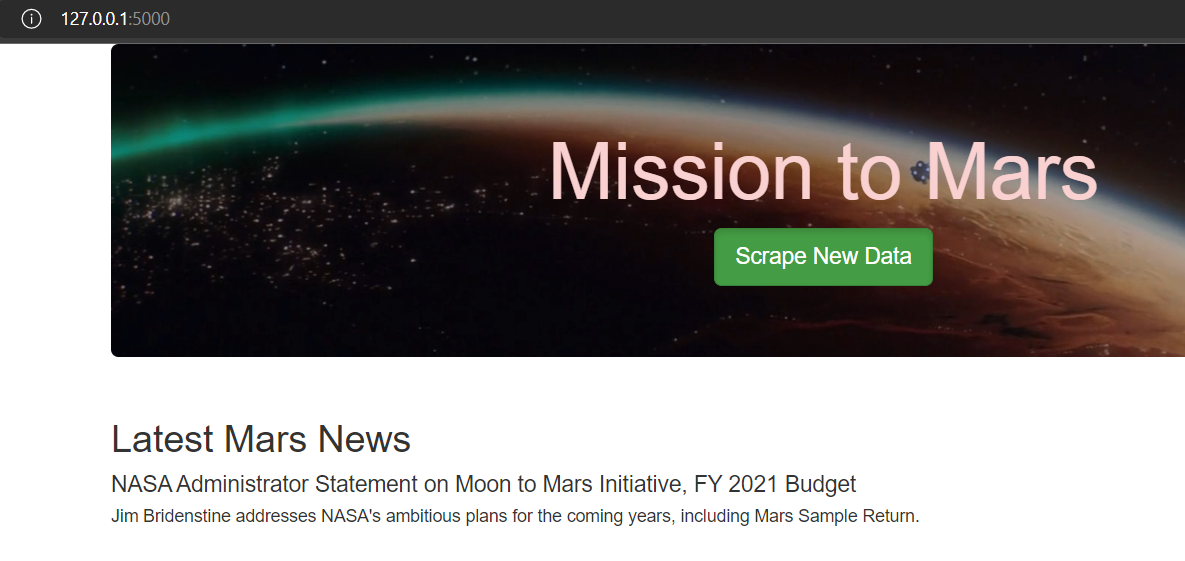 127.0.0.1:5000
Mission to Mars
Scrape New Data
Latest Mars News
NASA Administrator Statement on Moon to Mars Initiative, FY 2021 Budget
Jim Bridenstine addresses NASA's ambitious plans for the coming years, including Mars Sample Return.